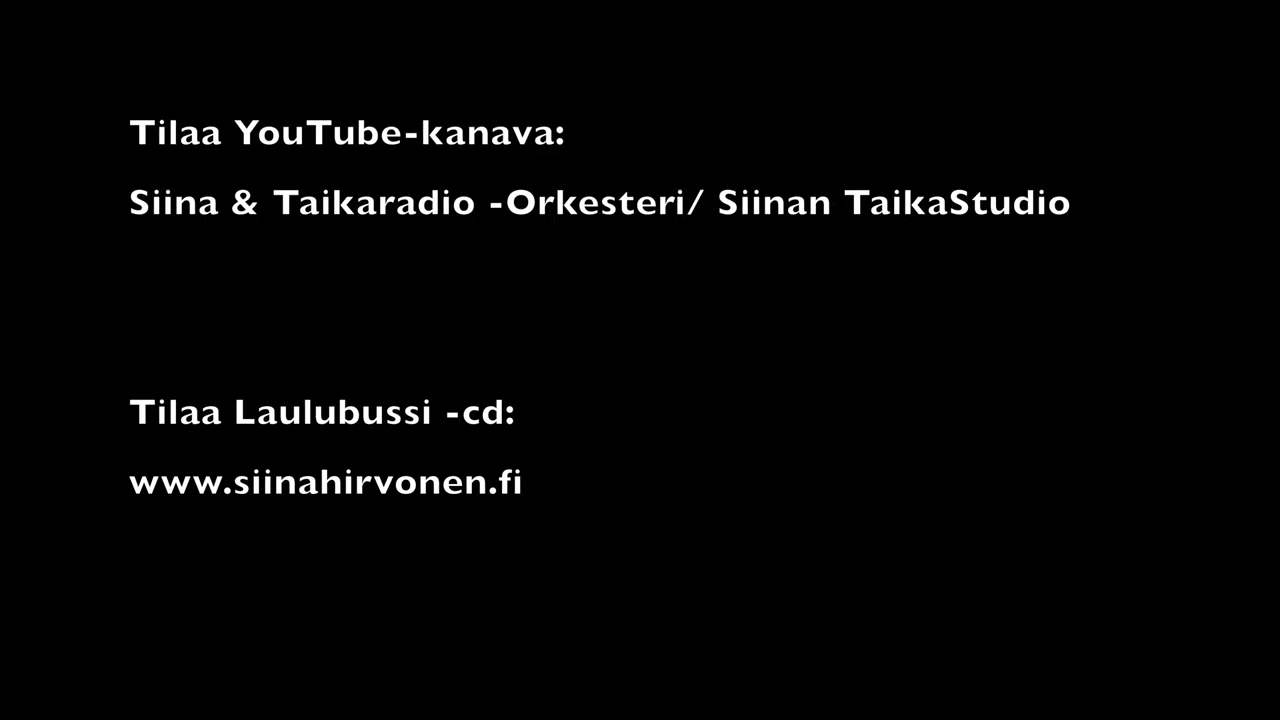 Tilaa YouTube-kanava:
Siina & Taikaradio -Orkesteri/ Siinan TaikaStudio
Tilaa Laulubussi -cd:
www.siinahirvonen.fi